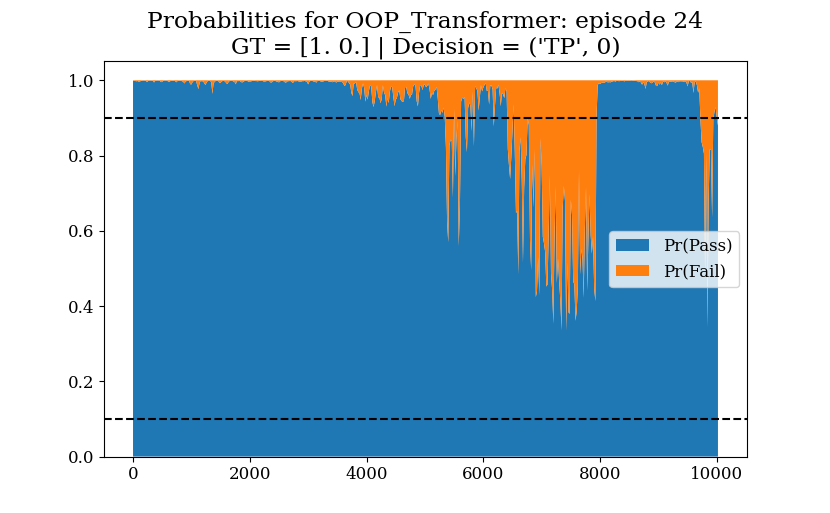 Probabilities for OOP_Transformer: episode 24
GT = [1. 0.] | Decision = ('TP', 0)
1.0
0.8
0.6
0.4
0.2
0.0
Pr(Pass)
Pr(Fail)
0 2000 4000 6000 8000 10000